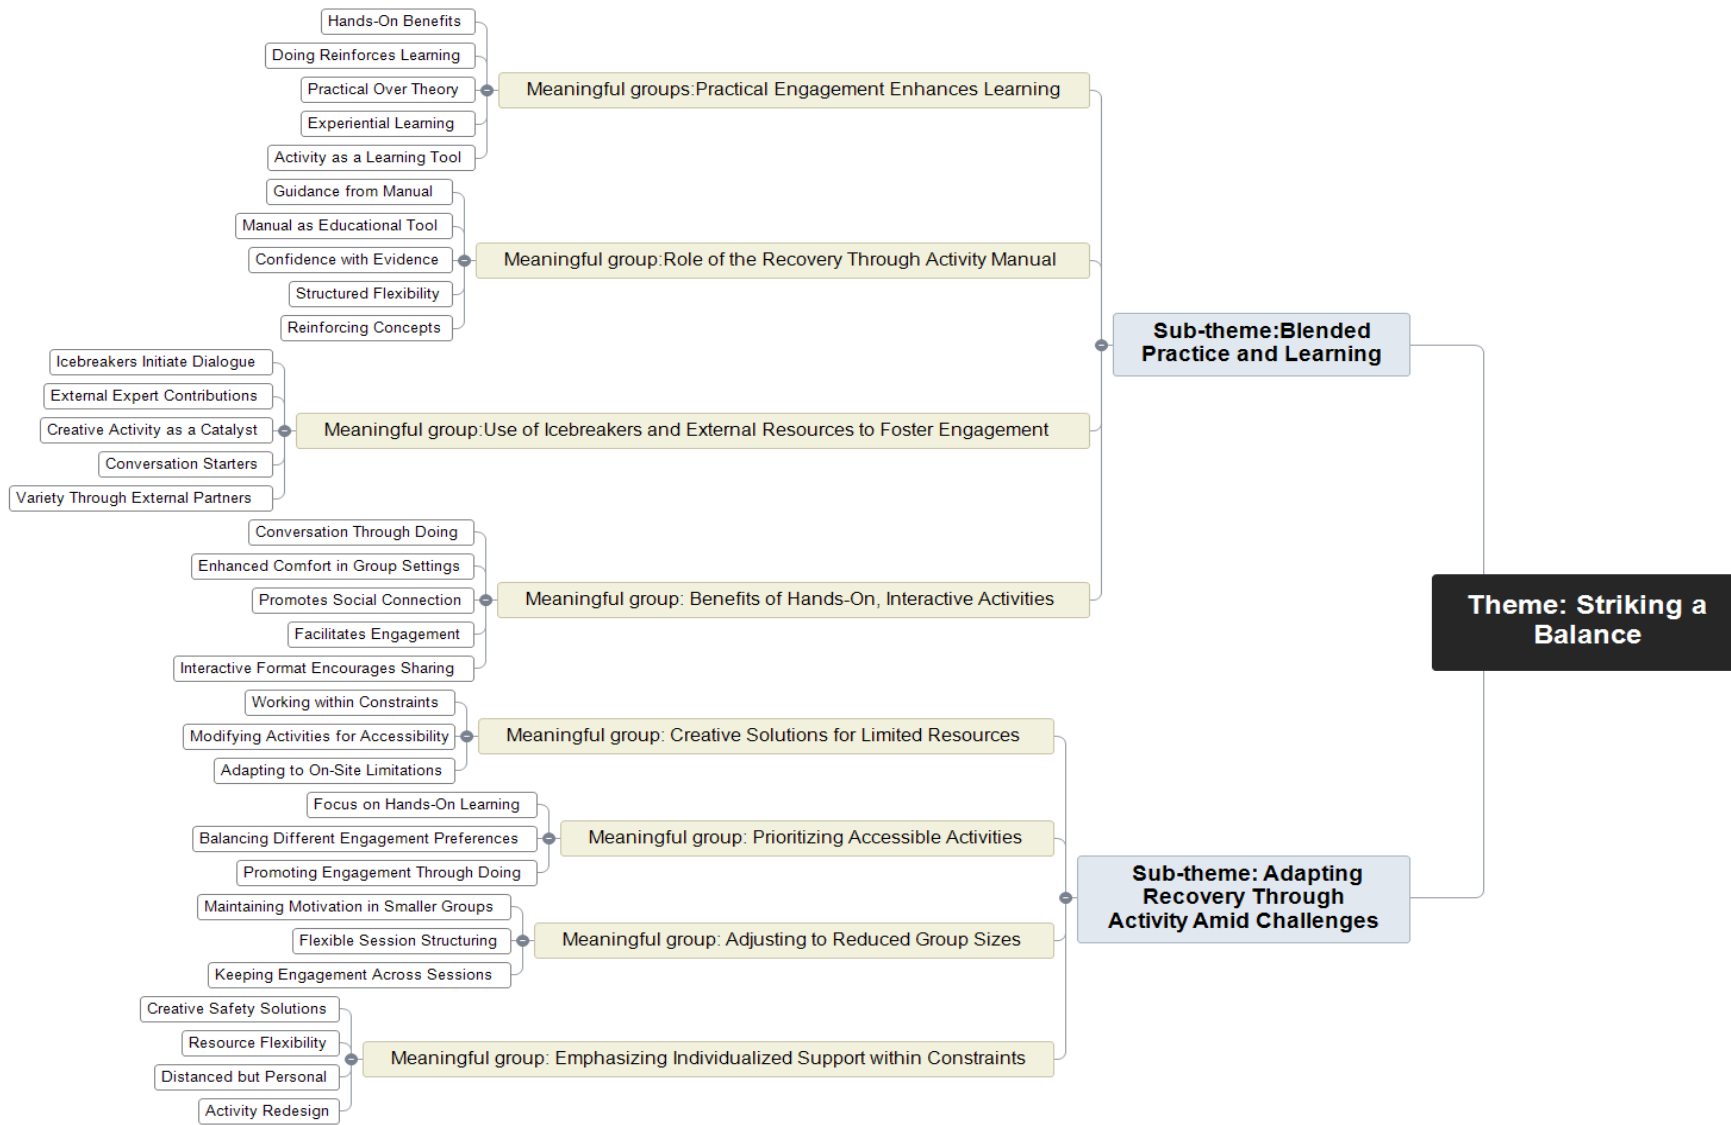 Hands-On Benefits
Doing Reinforces Learning
Practical Over Theory
Experiential Learning
Activity as a Learning Tool
Meaningful groups:Practical Engagement Enhances Learning
Guidance from Manual
Manual as Educational Tool
Confidence with Evidence
Structured Flexibility
Reinforcing Concepts
Meaningful group:Role of the Recovery Through Activity Manual
Icebreakers Initiate Dialogue
External Expert Contributions
Creative Activity as a Catalyst
Conversation Starters
Variety Through External Partners
Meaningful group:Use of Icebreakers and External Resources to Foster Engagement
Conversation Through Doing
Enhanced Comfort in Group Settings
Promotes Social Connection
Facilitates Engagement
Interactive Format Encourages Sharing
Meaningful group: Benefits of Hands-On, Interactive Activities
Sub-theme:Blended
Practice and Learning
Working within Constraints
Modifying Activities for Accessibility
Adapting to On-Site Limitations
Meaningful group: Creative Solutions for Limited Resources
Focus on Hands-On Learning
Balancing Different Engagement Preferences
Promoting Engagement Through Doing
Meaningful group: Prioritizing Accessible Activities
Maintaining Motivation in Smaller Groups
Flexible Session Structuring
Keeping Engagement Across Sessions
Meaningful group: Adjusting to Reduced Group Sizes
Creative Safety Solutions
Resource Flexibility
Distanced but Personal
Activity Redesign
Meaningful group: Emphasizing Individualized Support within Constraints
Sub-theme: Adapting
Recovery Through
Activity Amid Challenges
Theme: Striking a
Balance